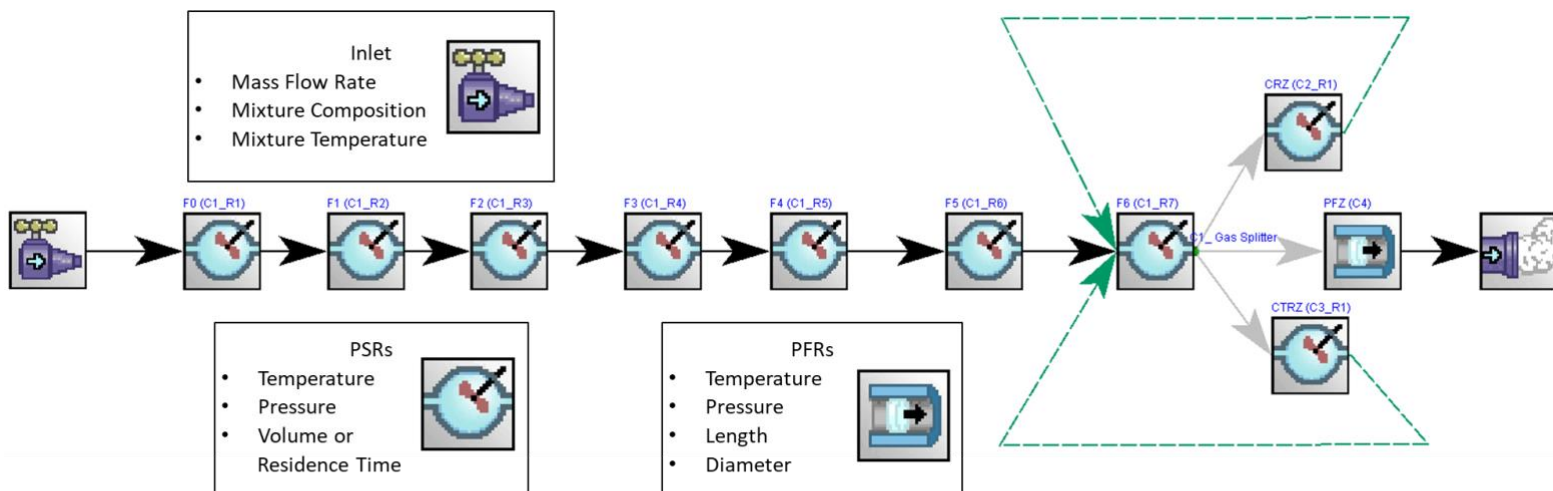 Inlet
• Mass Flow Rate
• Mixture Composition
• Mixture Temperature
CRZ (C2_R1)
F0 (C1_R1)
F1 (C1_R2)
F2 (C1_R3)
F3 (C1_R4)
F4 (C1_R5)
F5 (C1_R6)
F6 (C1_R7)
PFZ (C4)
C1_ Gas Splitter
CTRZ (C3_R1)
PSRs
• Temperature
• Pressure
• Volume or
Residence Time
PFRs
• Temperature
• Pressure
• Length
• Diameter